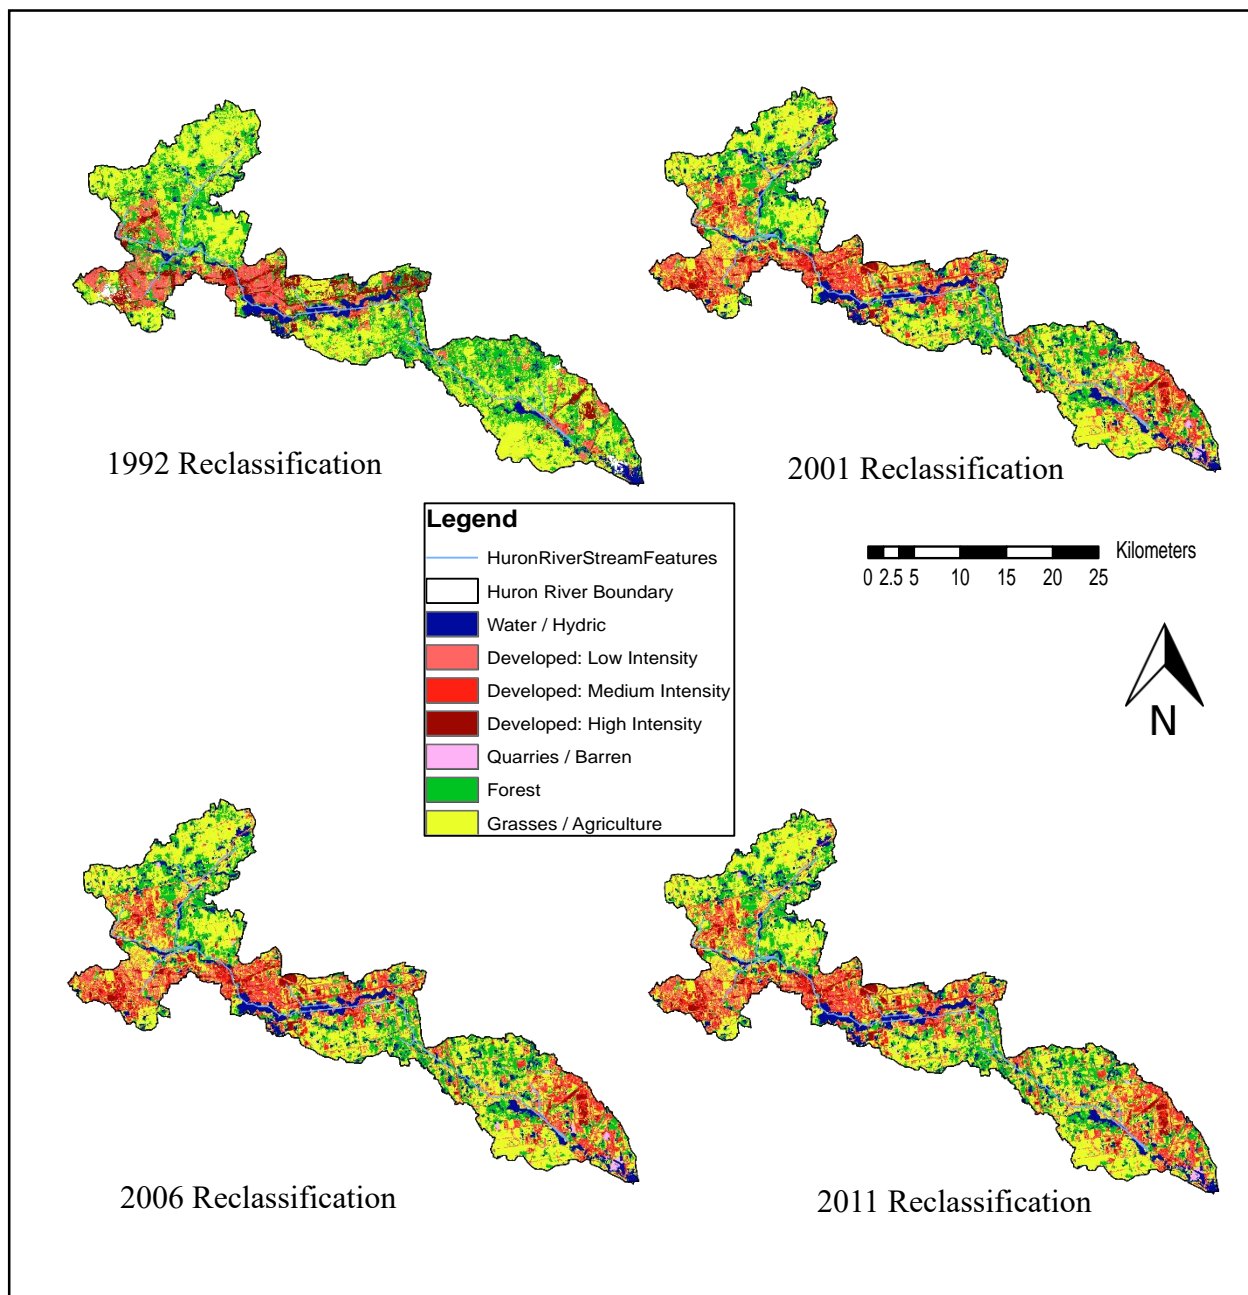 1992 Reclassification
2001 Reclassification
Legend
HuronRiverStreamFeatures
Huron River Boundary
Water / Hydric
Developed: Low Intensity
Developed: Medium Intensity
Developed: High Intensity
Quarries / Barren
Forest
Grasses / Agriculture
Kilometers
0 2.5 5 10 15 20 25
N
2006 Reclassification
2011 Reclassification